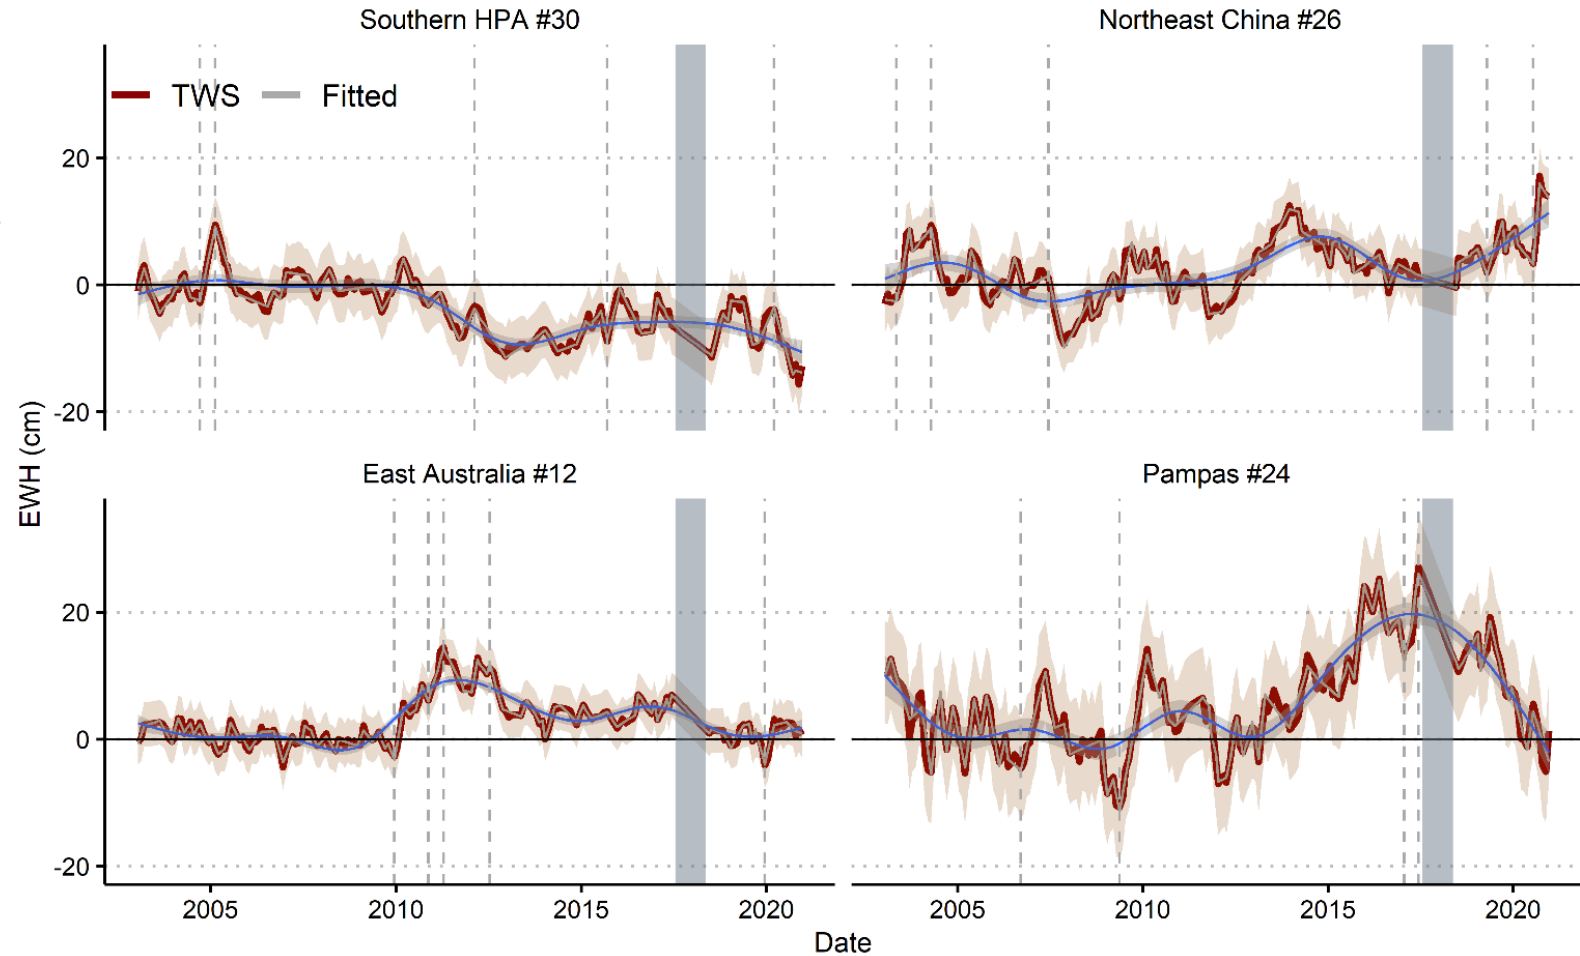 Southern HPA #30
Northeast China #26
TWS Fitted
20
0
-20
East Australia #12
Pampas #24
EWH (cm)
20
0
-20
2005 2010 2015 2020
2005 2010 2015 2020
Date